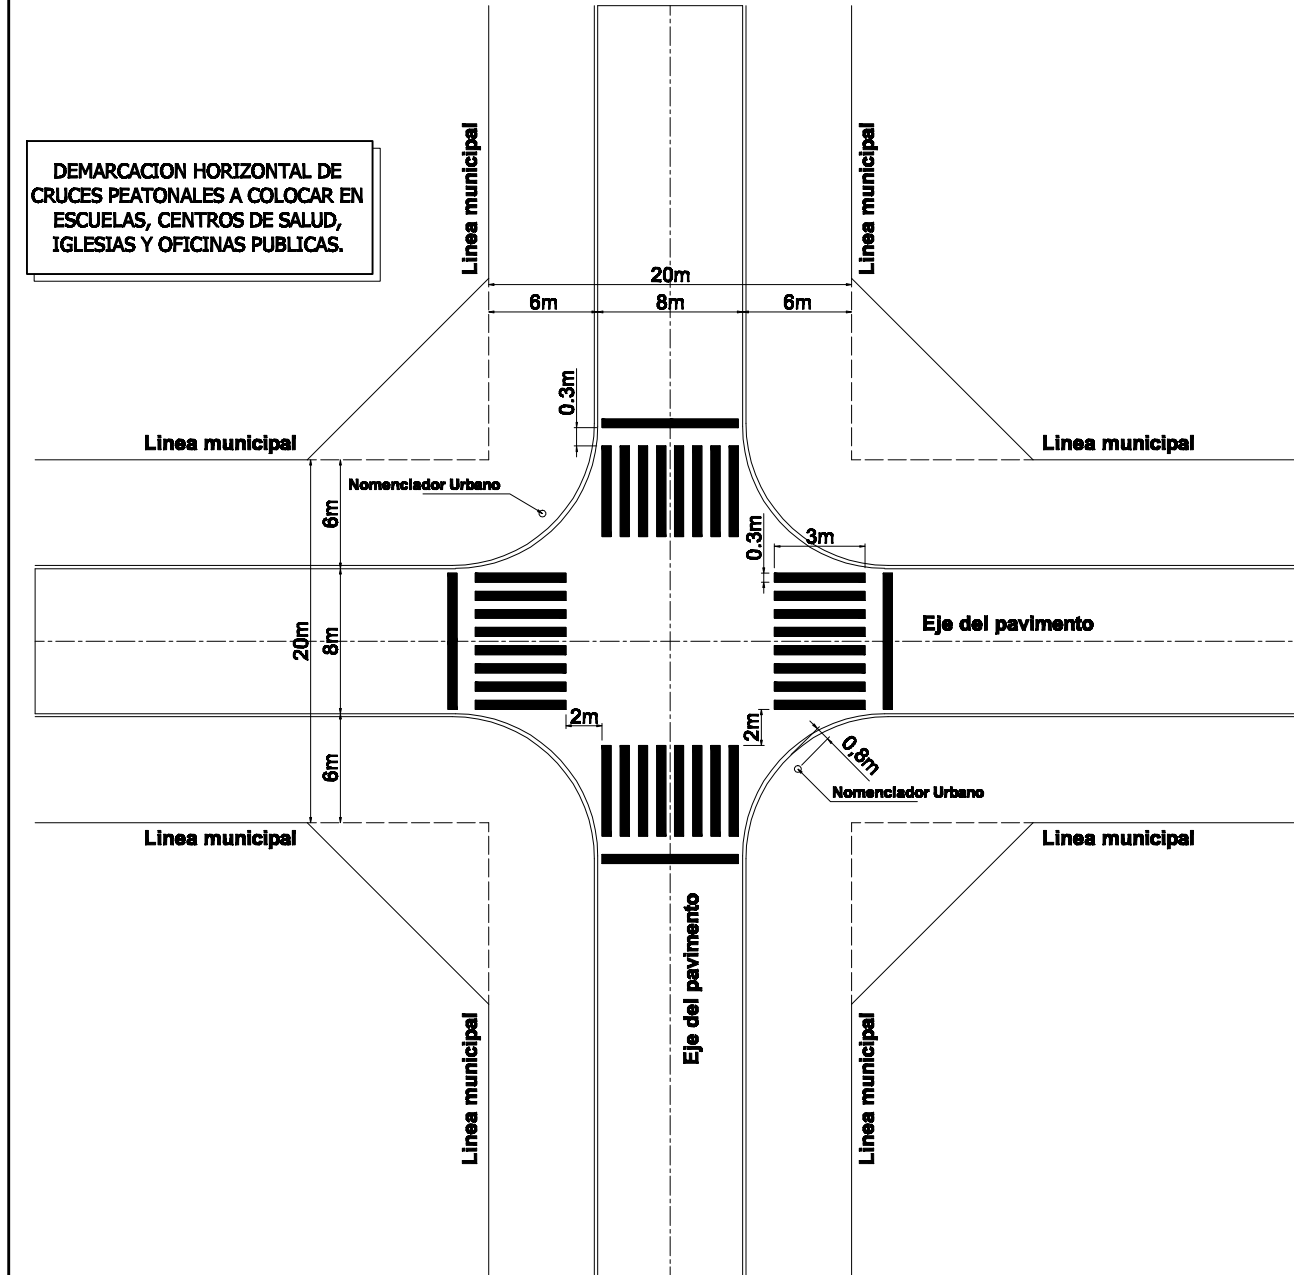 Linea municipal
Linea municipal
DEMARCACION HORIZONTAL DE
CRUCES PEATONALES A COLOCAR EN
ESCUELAS, CENTROS DE SALUD,
IGLESIAS Y OFICINAS PUBLICAS.
20m
6m
8m
6m
0.3m
Linea municipal
Linea municipal
Nomenclador Urbano
6m
0.3m
3m
Eje del pavimento
20m
8m
2m
2m
0,8m
6m
Nomenclador Urbano
Linea municipal
Linea municipal
Eje del pavimento
Linea municipal
Linea municipal